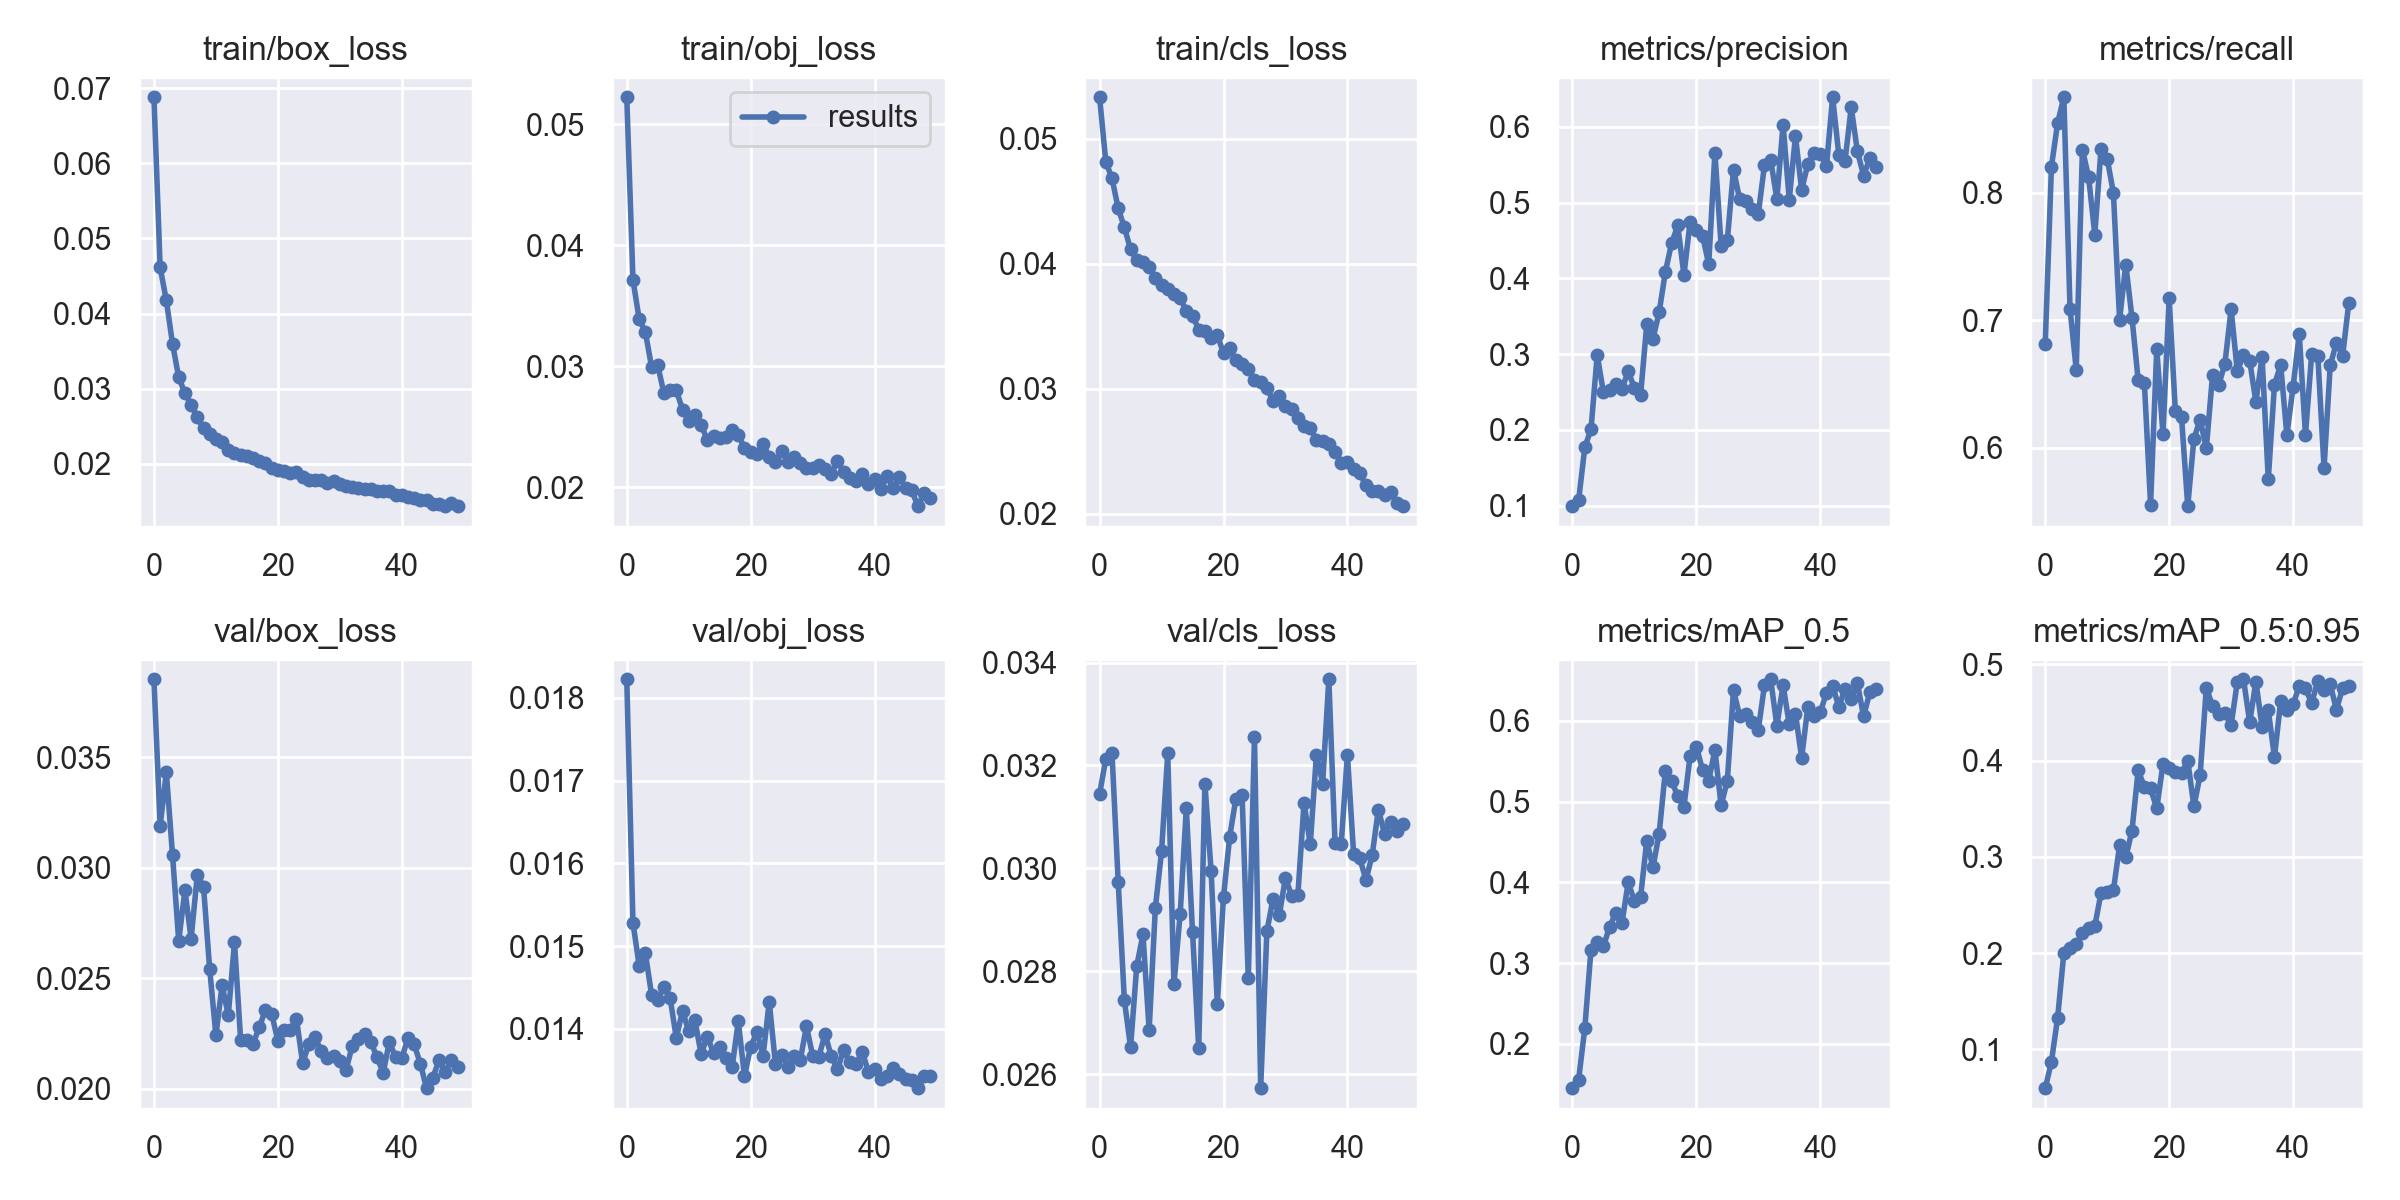 train/box_loss
0.07
0.06
0.05
0.04
0.03
0.02
0 20 40
train/obj_loss
results
0.05
0.04
0.03
0.02
0 20 40
train/cls_loss
0.05
0.04
0.03
0.02
0 20 40
metrics/precision
0.6
0.5
0.4
0.3
0.2
0.1
0 20 40
metrics/recall
0.8
0.7
0.6
0 20 40
val/box_loss
0.035
0.030
0.025
0.020
0 20 40
val/obj_loss
0.018
0.017
0.016
0.015
0.014
0 20 40
val/cls_loss
0.034
0.032
0.030
0.028
0.026
0 20 40
metrics/mAP_0.5
0.6
0.5
0.4
0.3
0.2
0 20 40
metrics/mAP_0.5:0.95
0.5
0.4
0.3
0.2
0.1
0 20 40